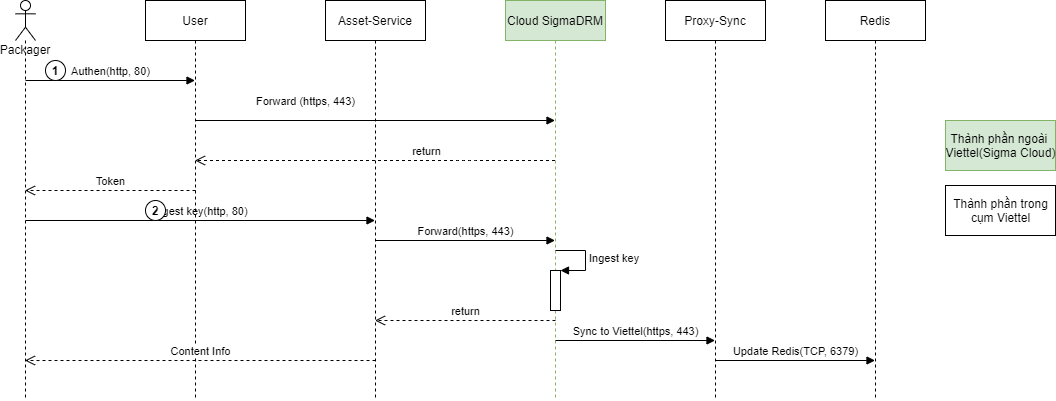 User
Asset-Service
Cloud SigmaDRM
Proxy-Sync
Redis
Packager
1
Authen(http, 80)
Forward (https, 443)
return
Token
2
gest key(http, 80)
Forward(https, 443)
Ingest key
return
Sync to Viettel(https, 443)
Content Info
Update Redis(TCP, 6379)
Thành phần ngoài
Viettel(Sigma Cloud)
Thành phần trong
cụm Viettel